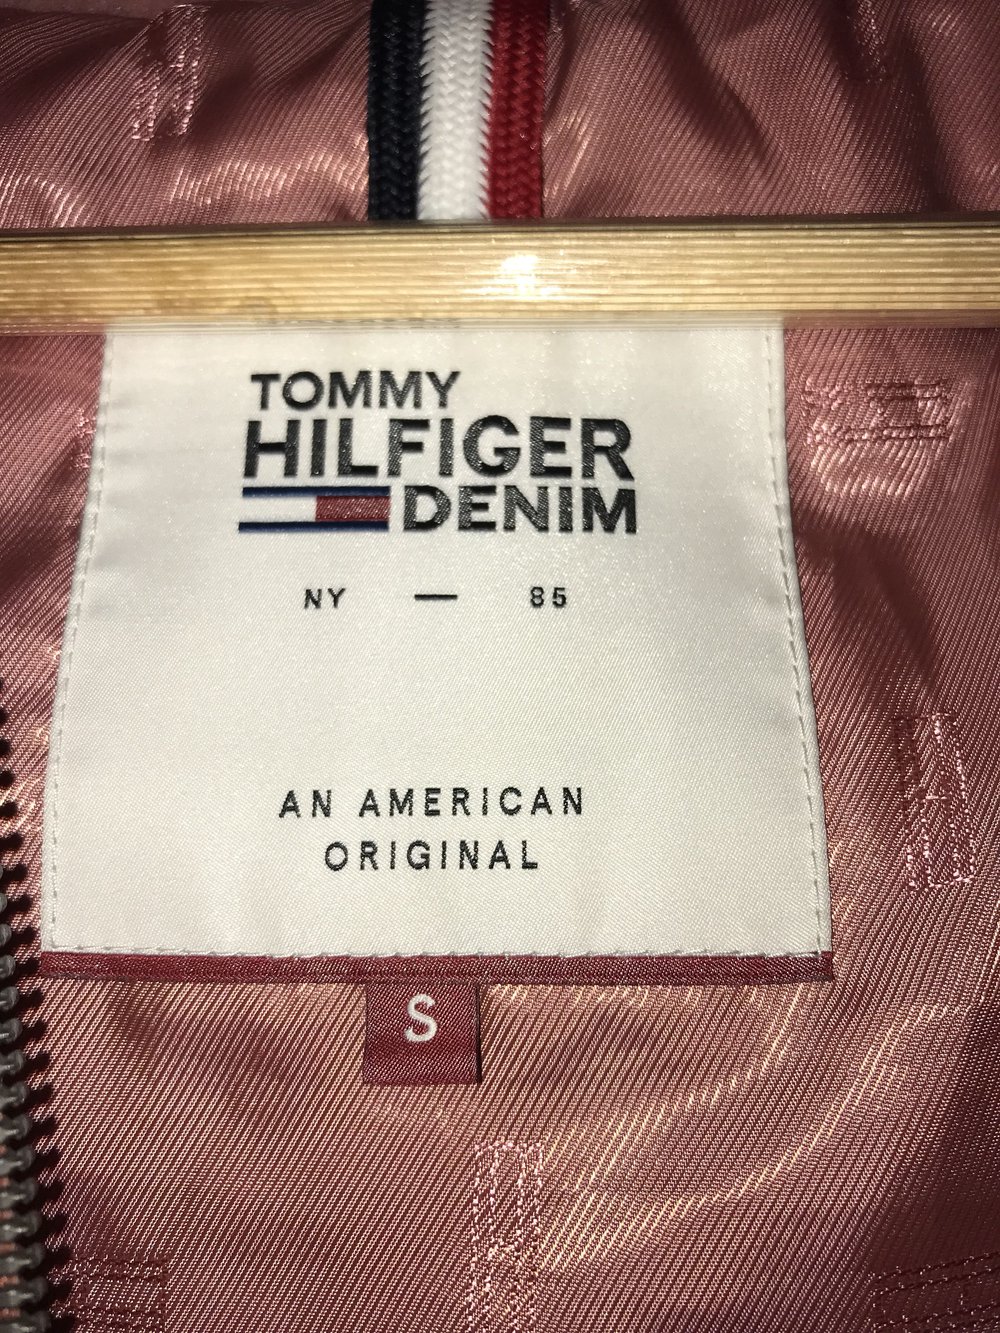 TOMMY
HILFIGER
DENIM
NY — 85
AN AMERICAN
ORIGINAL
S